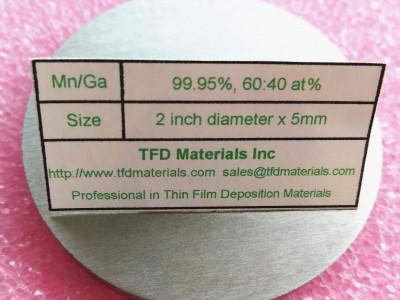 Mn/Ga 99.95%, 60:40 at%
Size 2 inch diameter x 5mm
TFD Materials Inc
http://www.tfdmaterials.com sales@tfdmaterials.com
Professional in Thin Film Deposition Materials